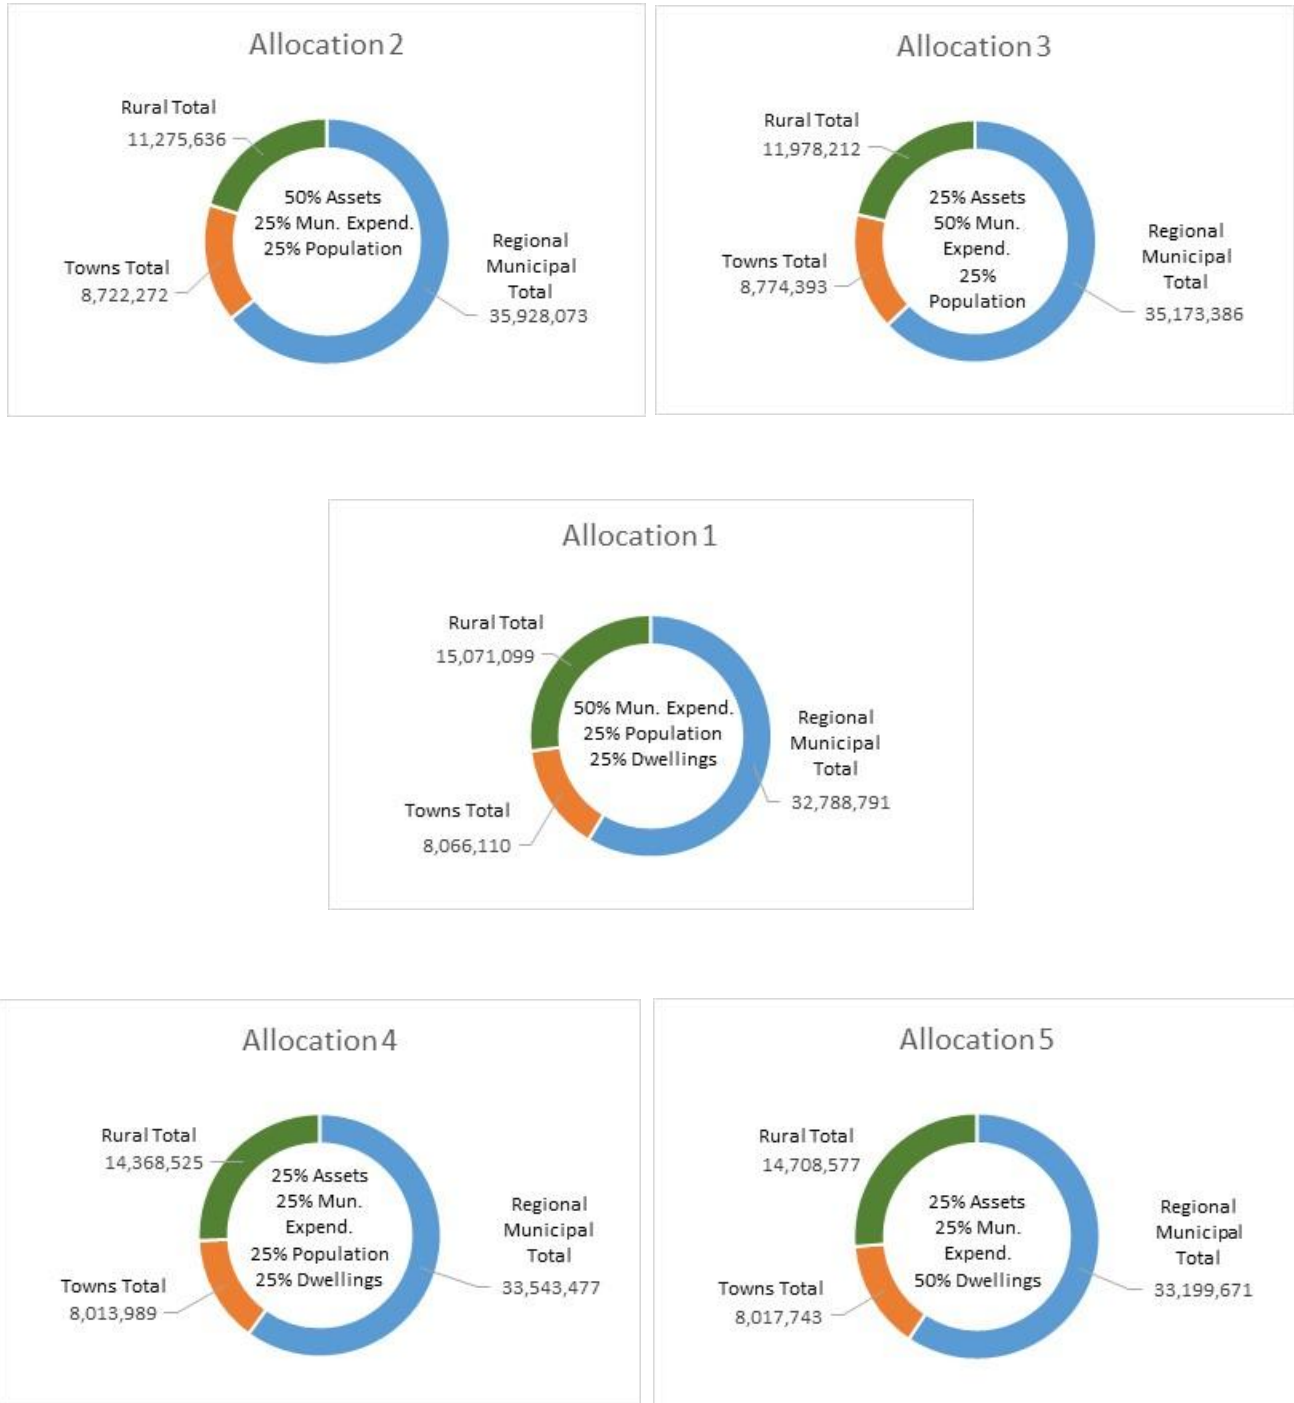 Allocation 2
Rural Total
11,275,636
50% Assets
25% Mun. Expend.
25% Population
Towns Total
8,722,272
Regional
Municipal
Total
35,928,073
Allocation 3
Rural Total
11,978,212
25% Assets
50% Mun.
Expend.
25%
Population
Towns Total
8,774,393
Regional
Municipal
Total
35,173,386
Allocation 1
Rural Total
15,071,099
50% Mun. Expend.
25% Population
25% Dwellings
Towns Total
8,066,110
Regional
Municipal
Total
32,788,791
Allocation 4
Rural Total
14,368,525
25% Assets
25% Mun.
Expend.
25% Population
25% Dwellings
Towns Total
8,013,989
Regional
Municipal
Total
33,543,477
Allocation 5
Rural Total
14,708,577
25% Assets
25% Mun.
Expend.
50% Dwellings
Towns Total
8,017,743
Regional
Municipal
Total
33,199,671